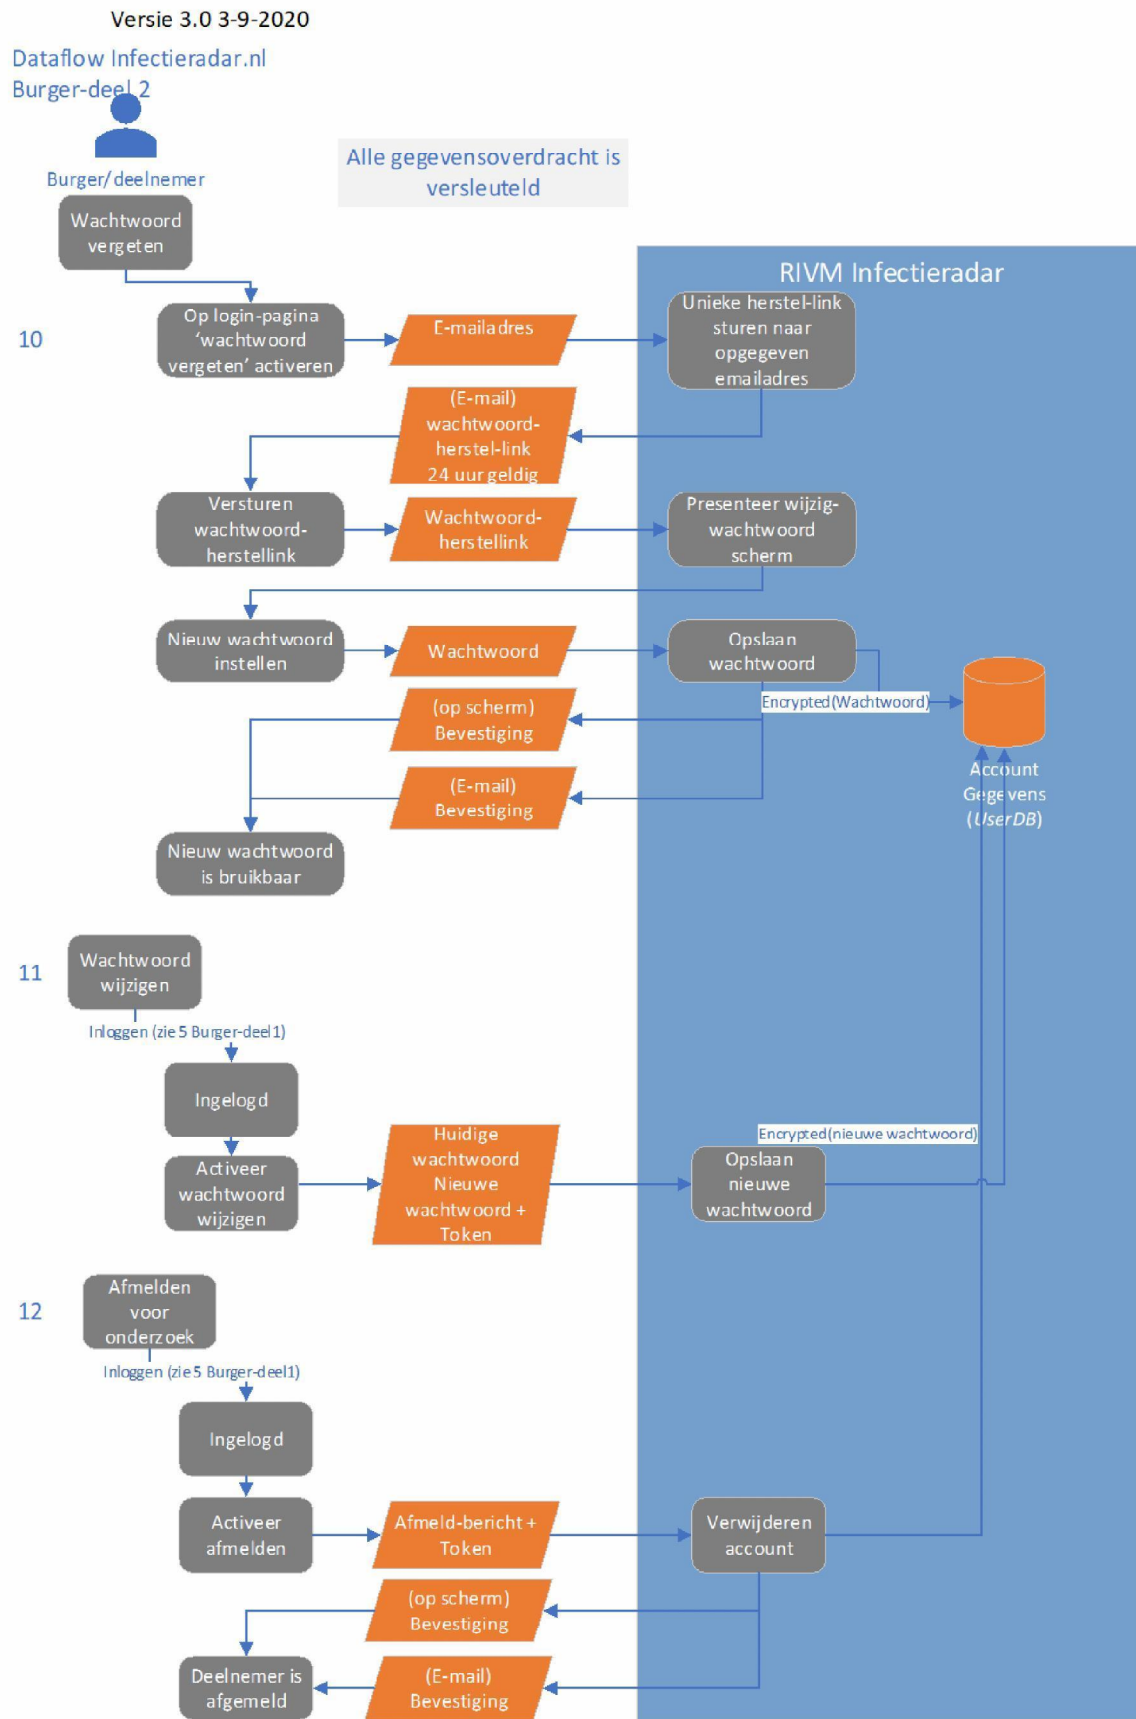 Versie 3.0 3-9-2020
Dataflow Infectieradar.nl
Burger-deel 2
Burger/deelnemer
Alle gegevensoverdracht is
versleuteld
Wachtwoord
vergeten
RIVM Infectieradar
10
Op login-pagina
‘wachtwoord
vergeten’ activeren
E-mailadres
Unieke herstel-link
sturen naar
opgegeven
emailadres
(E-mail)
wachtwoord-
herstel-link
24 uur geldig
Versturen
wachtwoord-
herstellink
Wachtwoord-
herstellink
Presenteer wijzig-
wachtwoord
scherm
Nieuw wachtwoord
instellen
Wachtwoord
Opslaan
wachtwoord
Encrypted(Wachtwoord)
(op scherm)
Bevestiging
(E-mail)
Bevestiging
Account
Gegevens
(UserDB)
Nieuw wachtwoord
is bruikbaar
11
Wachtwoord
wijzigen
Inloggen (zie 5 Burger-deel1)
Ingelogd
Activeer
wachtwoord
wijzigen
Huidige
wachtwoord
Nieuwe
wachtwoord +
Token
Encrypted(nieuwe wachtwoord)
Opslaan
nieuwe
wachtwoord
12
Afmelden
voor
onderzoek
Inloggen (zie 5 Burger-deel1)
Ingelogd
Activeer
afmelden
Afmeld-bericht +
Token
Verwijderen
account
(op scherm)
Bevestiging
Deelnemer is
afgemeld
(E-mail)
Bevestiging